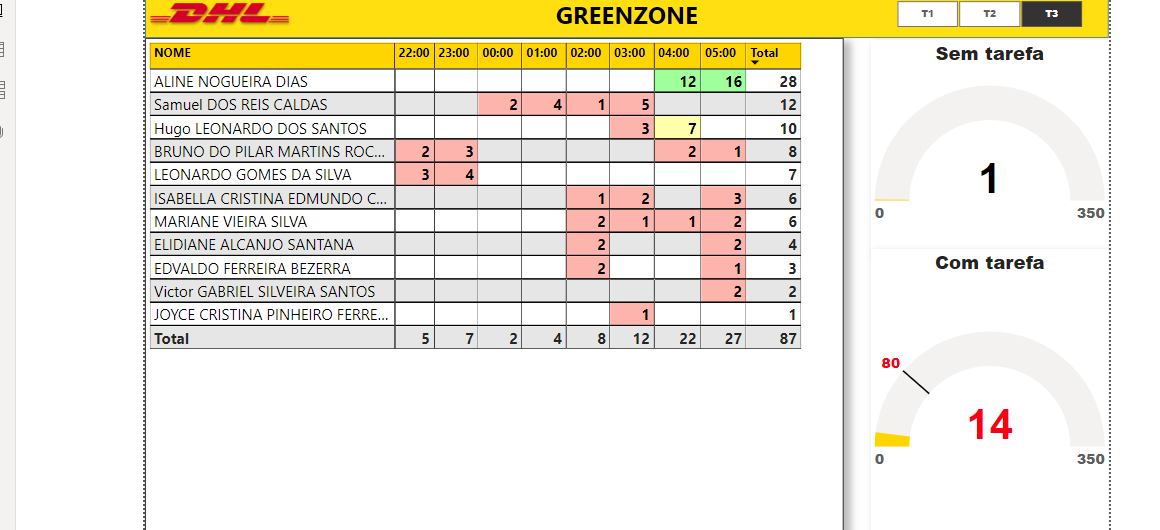 DHL GREENZONE T1 T2 T3
NOME 22:00 23:00 00:00 01:00 02:00 03:00 04:00 05:00 Total
ALINE NOGUEIRA DIAS 12 16 28
Samuel DOS REIS CALDAS 2 4 1 5 12
Hugo LEONARDO DOS SANTOS 3 7 10
BRUNO DO PILAR MARTINS ROC... 2 3 2 1 8
LEONARDO GOMES DA SILVA 3 4 7
ISABELLA CRISTINA EDMUNDO C... 1 2 3 6
MARIANE VIEIRA SILVA 2 1 1 2 6
ELIDIANE ALCANJO SANTANA 2 2 4
EDVALDO FERREIRA BEZERRA 2 1 3
Victor GABRIEL SILVEIRA SANTOS 2 2
JOYCE CRISTINA PINHEIRO FERRE... 1 1
Total 5 7 2 4 8 12 22 27 87
Sem tarefa
1
0 350
Com tarefa
80
14
0 350